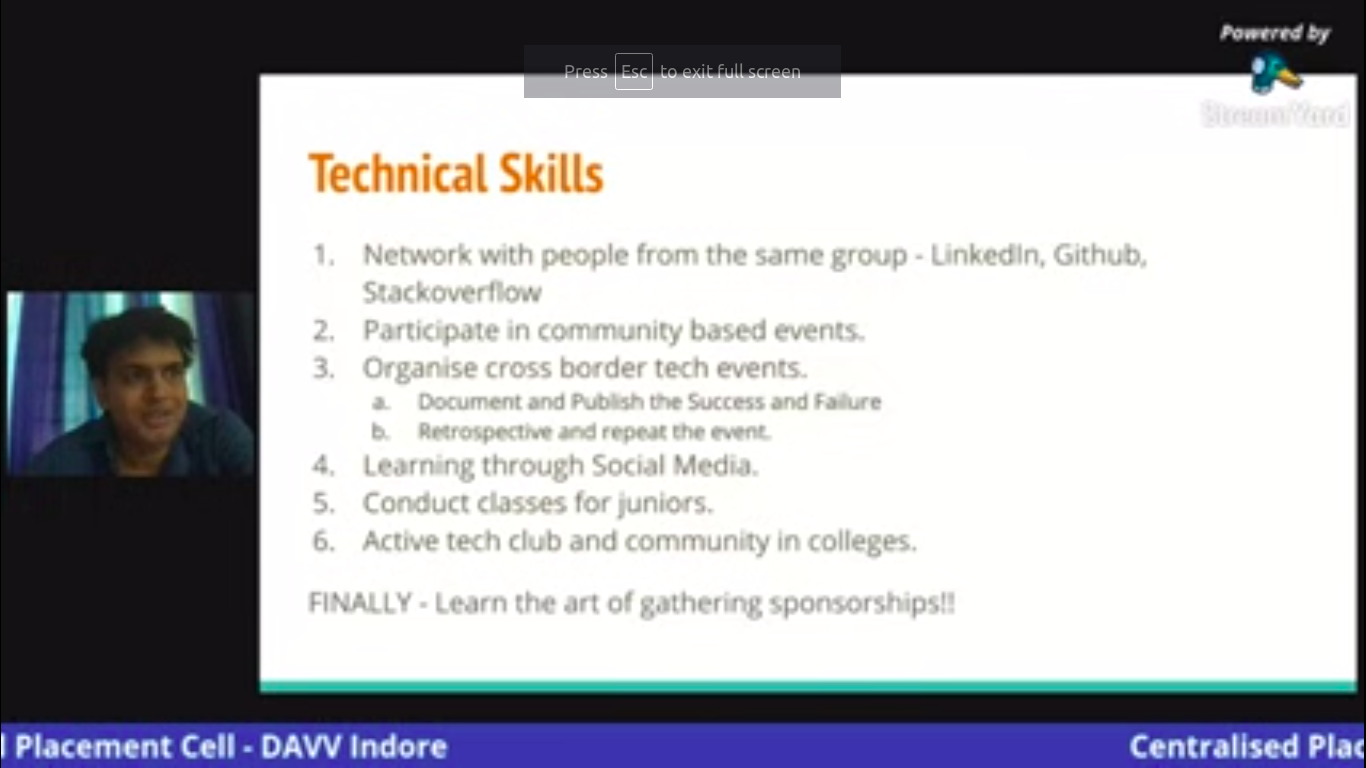 Powered by
Press Esc to exit full screen
StreamYard
Technical Skills
1. Network with people from the same group - LinkedIn, Github,
Stackoverflow
2. Participate in community based events.
3. Organise cross border tech events.
a. Document and Publish the Success and Failure
b. Retrospective and repeat the event.
4. Learning through Social Media.
5. Conduct classes for juniors.
6. Active tech club and community in colleges.
FINALLY - Learn the art of gathering sponsorships!!
Placement Cell - DAVV Indore
Centralised Plac